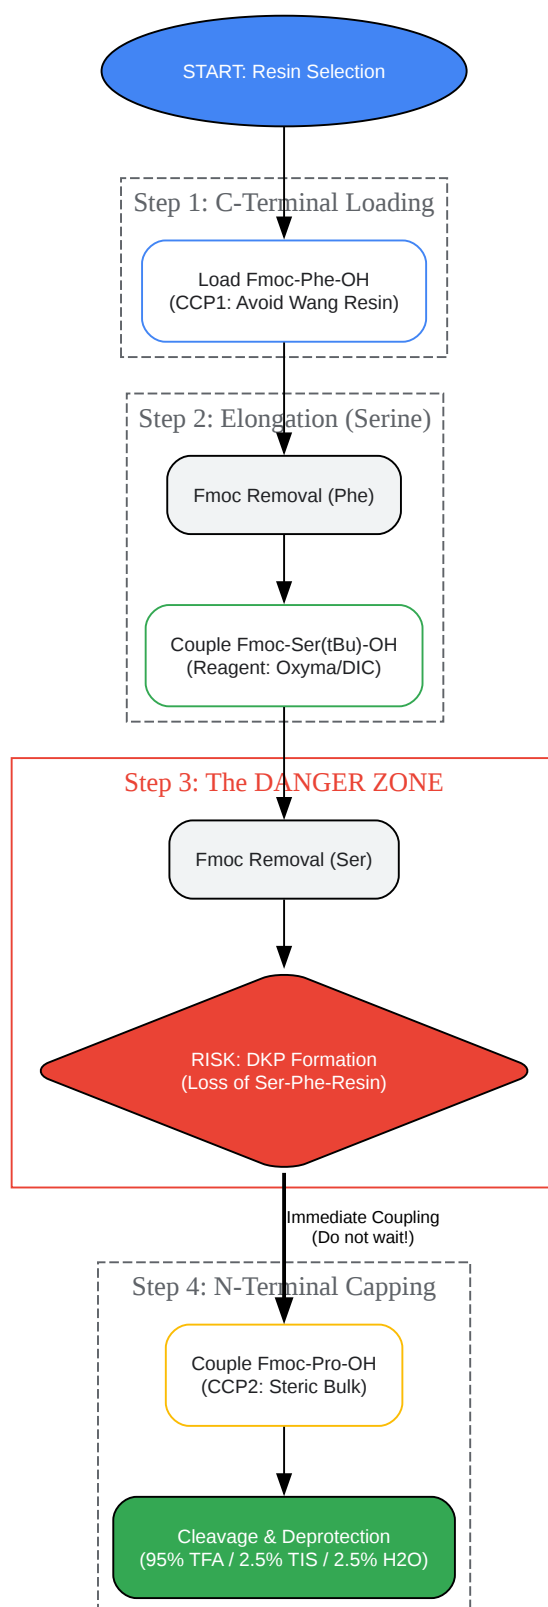 START: Resin Selection
Step 1: C-Terminal Loading
Load Fmoc-Phe-OH
(CCP1: Avoid Wang Resin)
Step 2: Elongation (Serine)
Fmoc Removal (Phe)
Couple Fmoc-Ser(tBu)-OH
(Reagent: Oxyma/DIC)
Step 3: The DANGER ZONE
Fmoc Removal (Ser)
RISK: DKP Formation
(Loss of Ser-Phe-Resin)
Immediate Coupling
(Do not wait!)
Step 4: N-Terminal Capping
Couple Fmoc-Pro-OH
(CCP2: Steric Bulk)
Cleavage & Deprotection
(95% TFA / 2.5% TIS / 2.5% H2O)